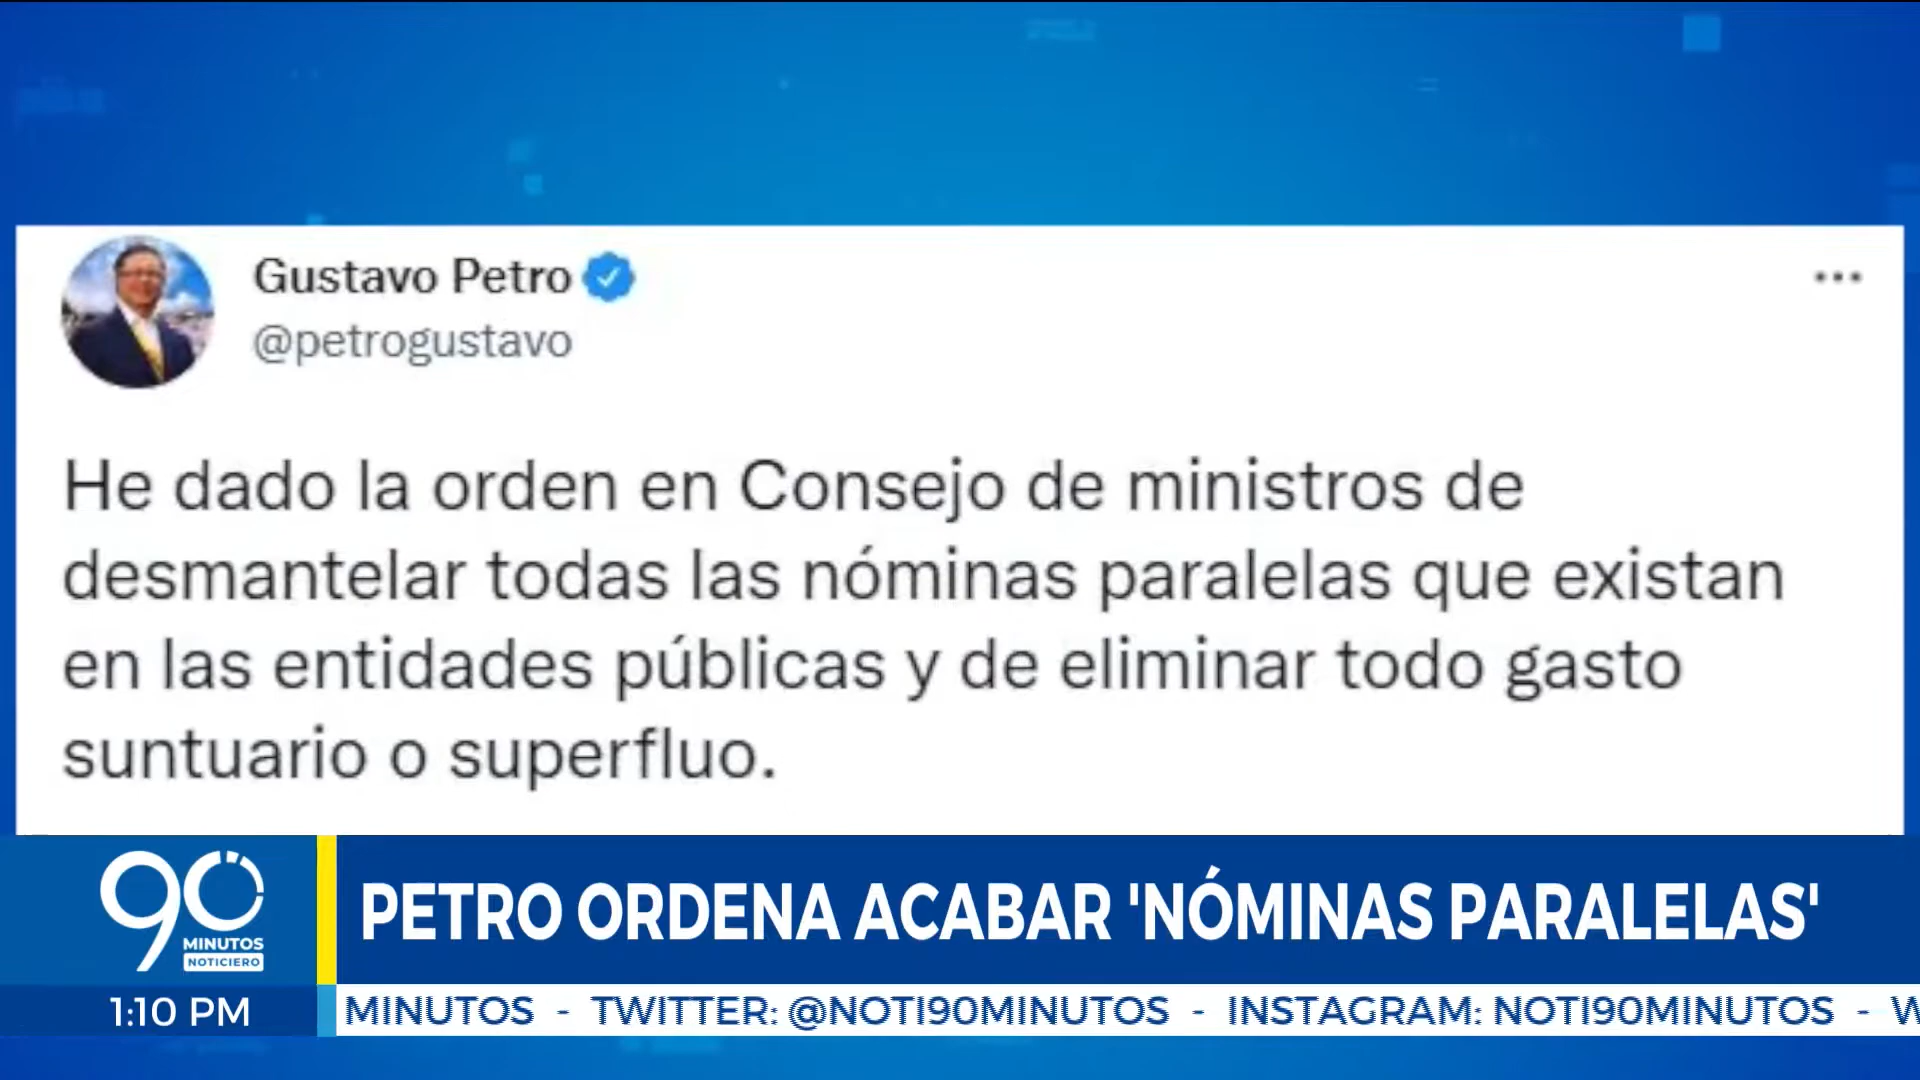 Gustavo Petro
@petrogustavo
He dado la orden en Consejo de ministros de
desmantelar todas las nóminas paralelas que existan
en las entidades públicas y de eliminar todo gasto
suntuario o superfluo.
90
MINUTOS
NOTICIERO
PETRO ORDENA ACABAR 'NÓMINAS PARALELAS'
1:10 PM
MINUTOS - TWITTER: @NOTI90MINUTOS - INSTAGRAM: NOTI90MINUTOS -